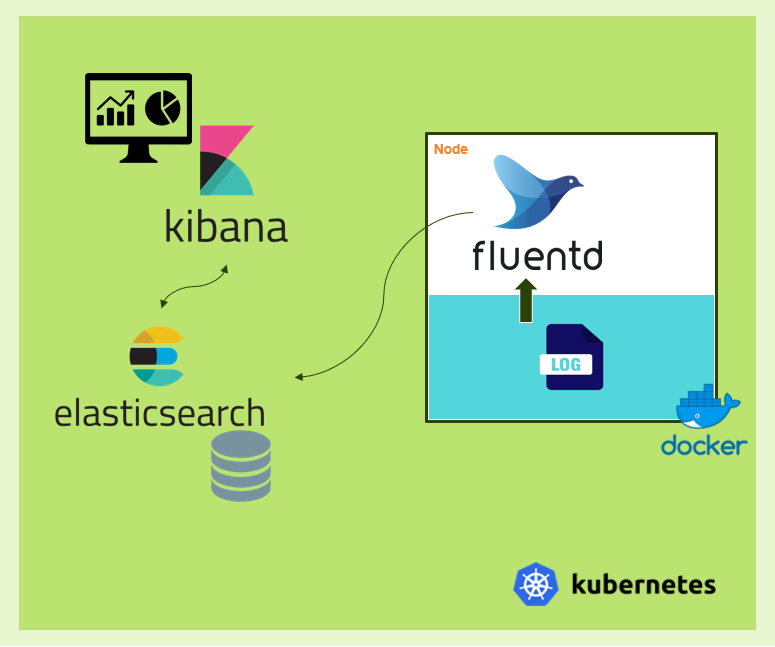 kibana
elasticsearch
Node
fluentd
LOG
docker
kubernetes